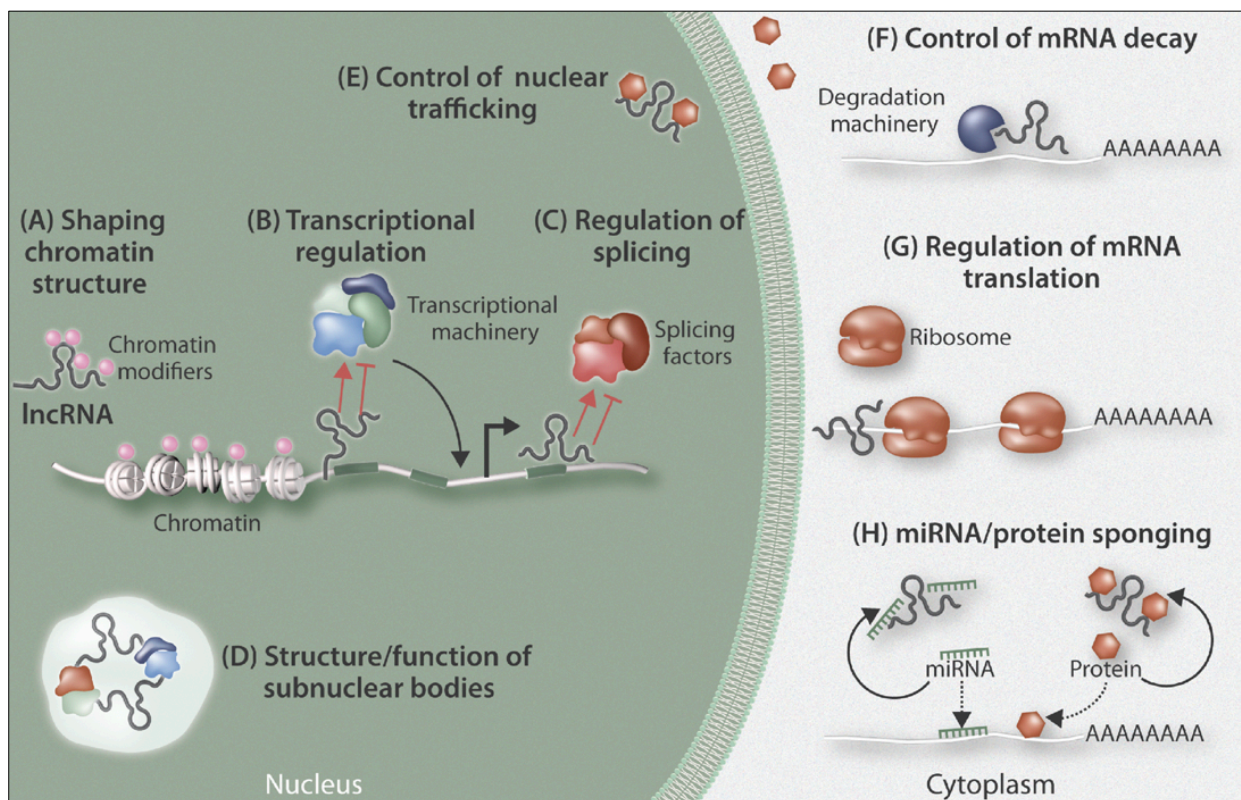 (E) Control of nuclear
trafficking
(A) Shaping
chromatin
structure
Chromatin
modifiers
lncRNA
(B) Transcriptional
regulation
Transcriptional
machinery
(C) Regulation of
splicing
Splicing
factors
Chromatin
(D) Structure/function of
subnuclear bodies
Nucleus
(F) Control of mRNA decay
Degradation
machinery
AAAAAAAA
(G) Regulation of mRNA
translation
Ribosome
AAAAAAAA
(H) miRNA/protein sponging
miRNA
Protein
AAAAAAAA
Cytoplasm